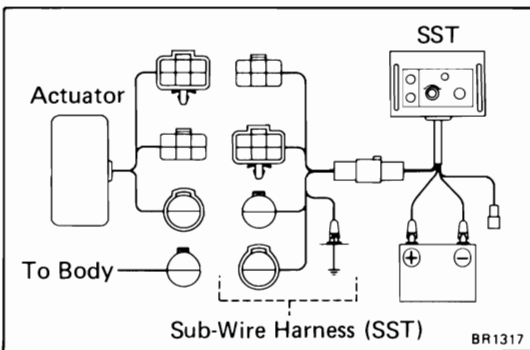 SST
Actuator
+ −
To Body
Sub-Wire Harness (SST)
BR1317